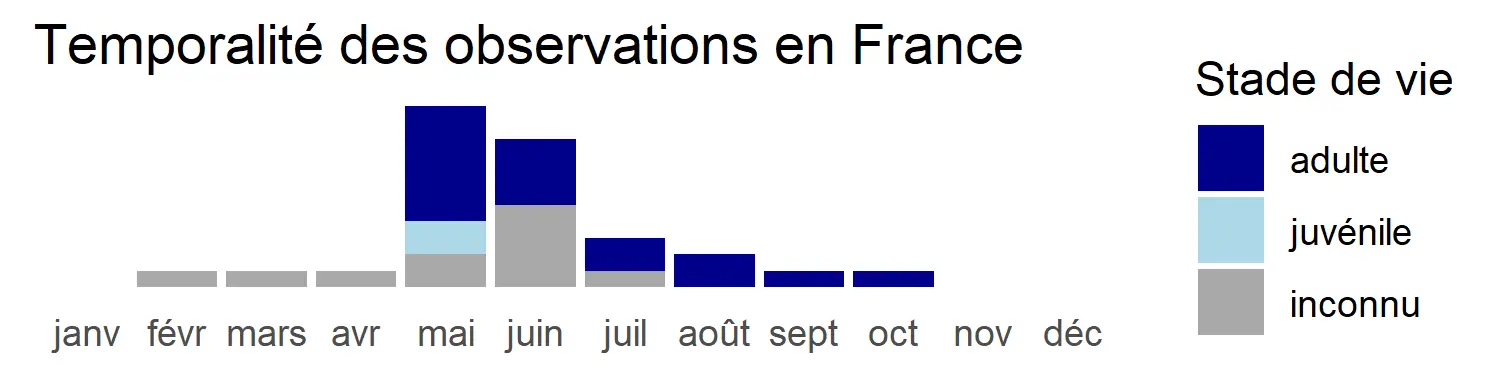 Temporalité des observations en France
Stade de vie
adulte
juvénile
inconnu
janv févr mars avr mai juin juil août sept oct nov déc